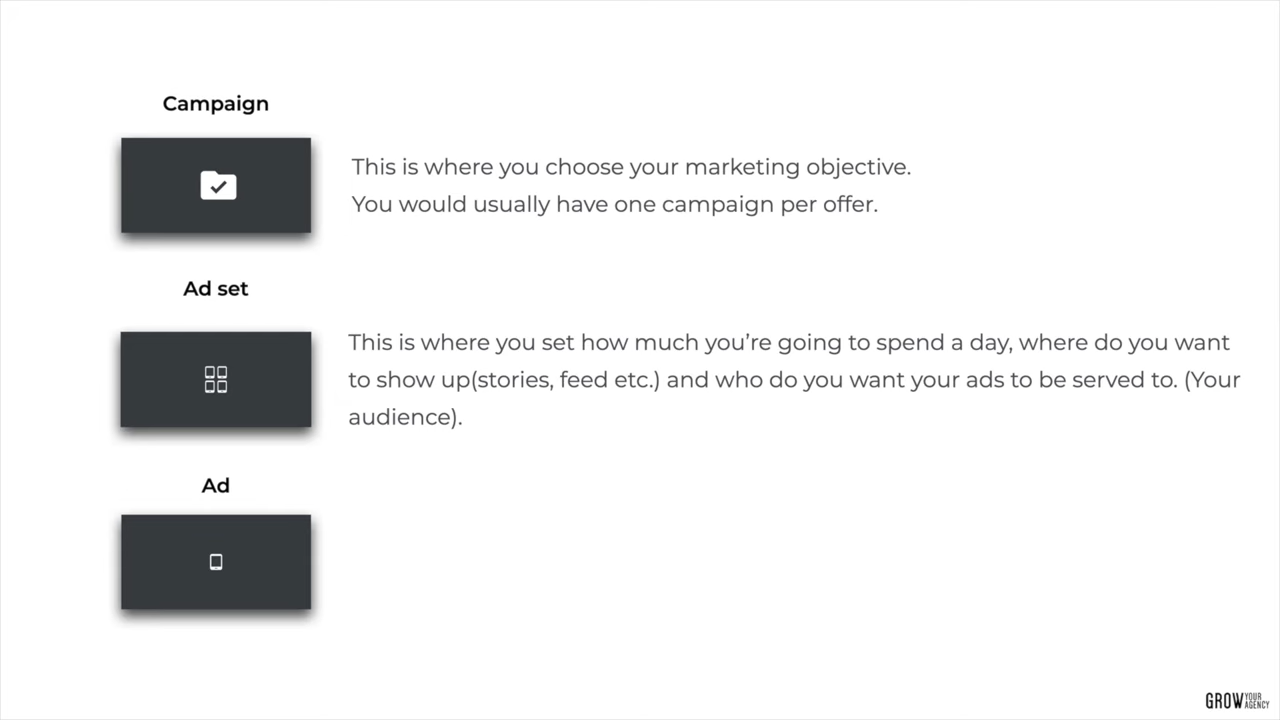 Campaign
This is where you choose your marketing objective.
You would usually have one campaign per offer.
Ad set
This is where you set how much you’re going to spend a day, where do you want
to show up(stories, feed etc.) and who do you want your ads to be served to. (Your
audience).
Ad
GROW YOUR AGENCY